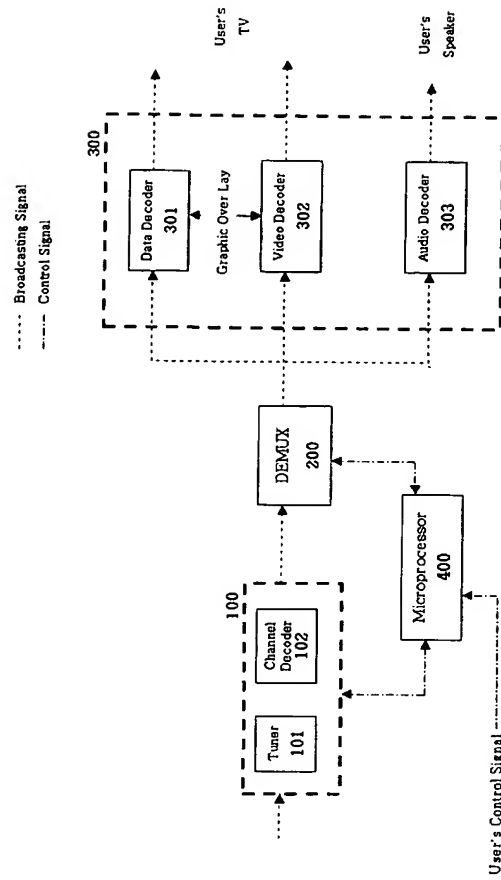 Broadcasting Signal
Control Signal
300
Data Decoder
301
Graphic Over Lay
Video Decoder
302
Audio Decoder
303
User's
TV
User's
Speaker
DEMUX
200
100
Tuner
101
Channel
Decoder
102
Microprocessor
400
User's Control Signal